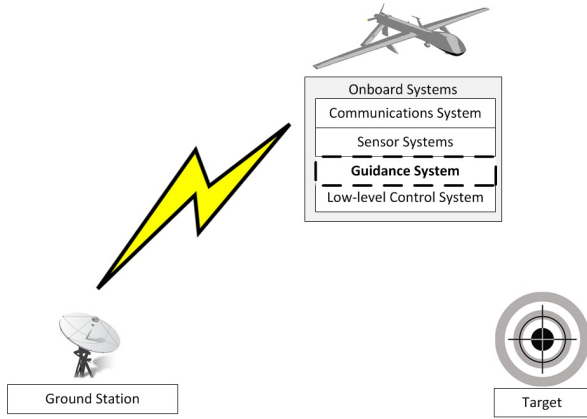 Onboard Systems
Communications System
Sensor Systems
Guidance System
Low-level Control System
Ground Station
Target